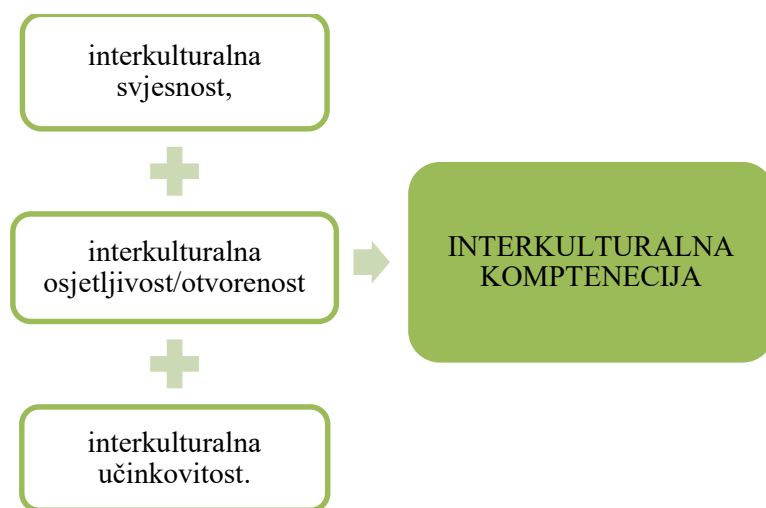 interkulturalna
svjesnost,
interkulturalna
osjetljivost/otvorenost
interkulturalna
učinkovitost.
INTERKULTURALNA
KOMPTENECIJA